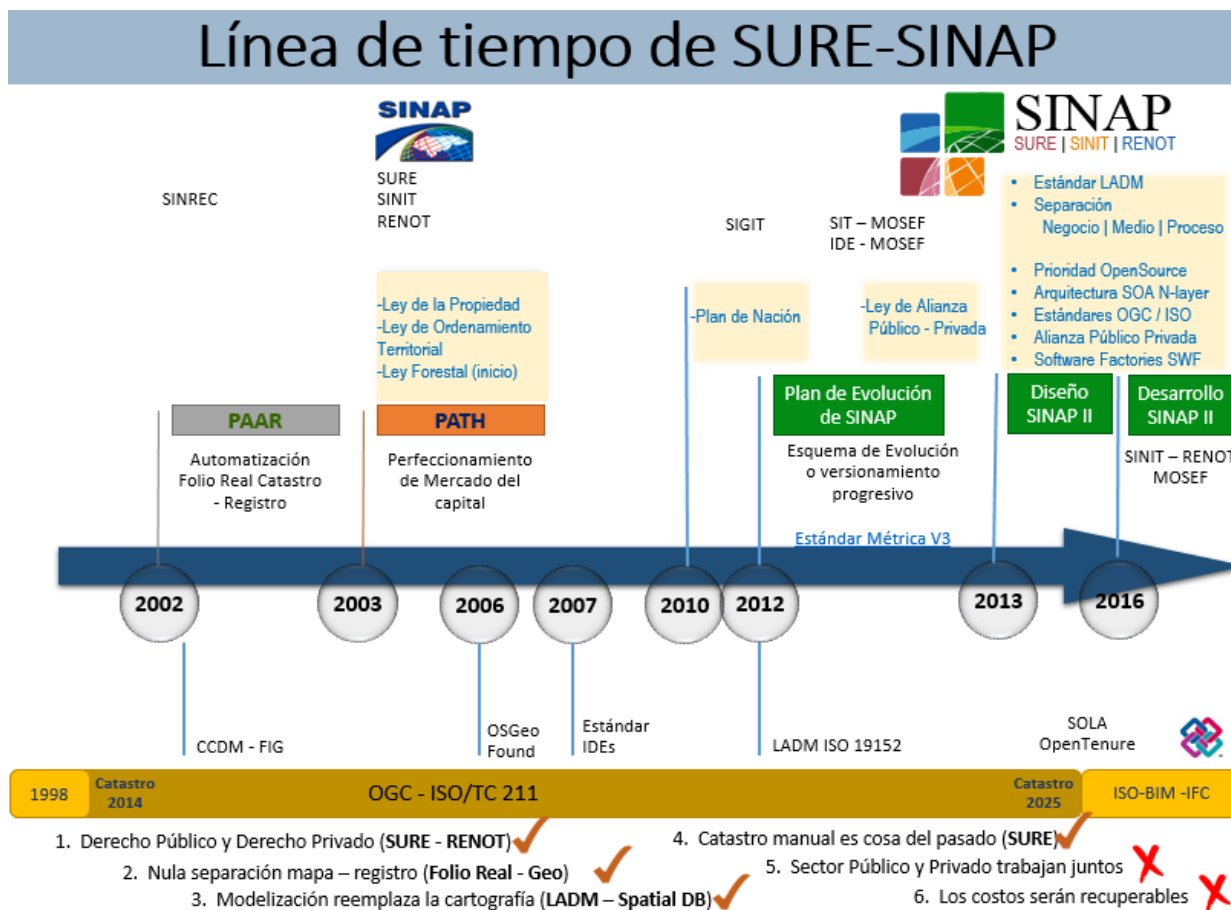 Línea de tiempo de SURE-SINAP
SINREC
SINAP
SURE
SINIT
RENOT
-Ley de la Propiedad
-Ley de Ordenamiento
Territorial
-Ley Forestal (inicio)
SIGIT
-Plan de Nación
SIT – MOSEF
IDE - MOSEF
-Ley de Alianza
Público - Privada
SINAP
SURE | SINIT | RENOT
• Estándar LADM
• Separación
Negocio | Medio | Proceso
• Prioridad OpenSource
• Arquitectura SOA N-layer
• Estándares OGC / ISO
• Alianza Público Privada
• Software Factories SWF
PAAR
Automatización
Folio Real Catastro
- Registro
PATH
Perfeccionamiento
de Mercado del
capital
Plan de Evolución
de SINAP
Esquema de Evolución
o versionamiento
progresivo
Estándar Métrica V3
Diseño
SINAP II
Desarrollo
SINAP II
SINIT – RENOT
MOSEF
2002
2003
2006
2007
2010
2012
2013
2016
CCDM - FIG
OSGeo
Found
Estándar
IDEs
LADM ISO 19152
SOLA
OpenTenure
1998
Catastro
2014
OGC - ISO/TC 211
Catastro
2025
ISO-BIM -IFC
1. Derecho Público y Derecho Privado (SURE - RENOT)
2. Nula separación mapa – registro (Folio Real - Geo)
3. Modelización reemplaza la cartografía (LADM – Spatial DB)
4. Catastro manual es cosa del pasado (SURE)
5. Sector Público y Privado trabajan juntos
6. Los costos serán recuperables